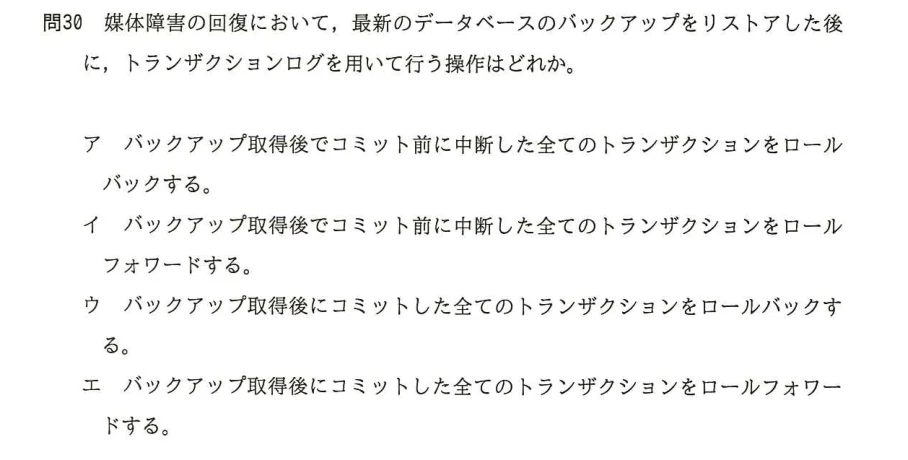 問30 媒体障害の回復において，最新のデータベースのバックアップをリストアした後
に，トランザクションログを用いて行う操作はどれか。
ア バックアップ取得後でコミット前に中断した全てのトランザクションをロール
バックする。
イ バックアップ取得後でコミット前に中断した全てのトランザクションをロール
フォワードする。
ウ バックアップ取得後にコミットした全てのトランザクションをロールバックす
る。
エ バックアップ取得後にコミットした全てのトランザクションをロールフォワー
ドする。